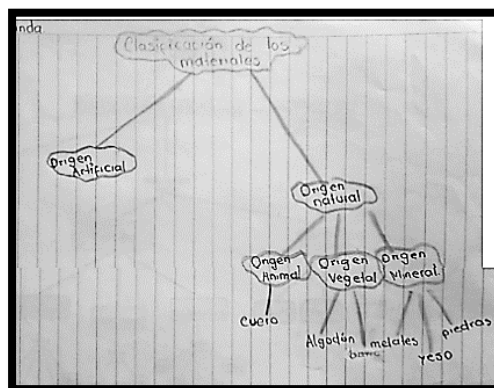 nda
Clasificación de los
materiales
Origen
Artificial
Origen
natural
Origen
Animal
Origen
Vegetal
Origen
Mineral
cuero
Algodón
metales
yeso
piedras